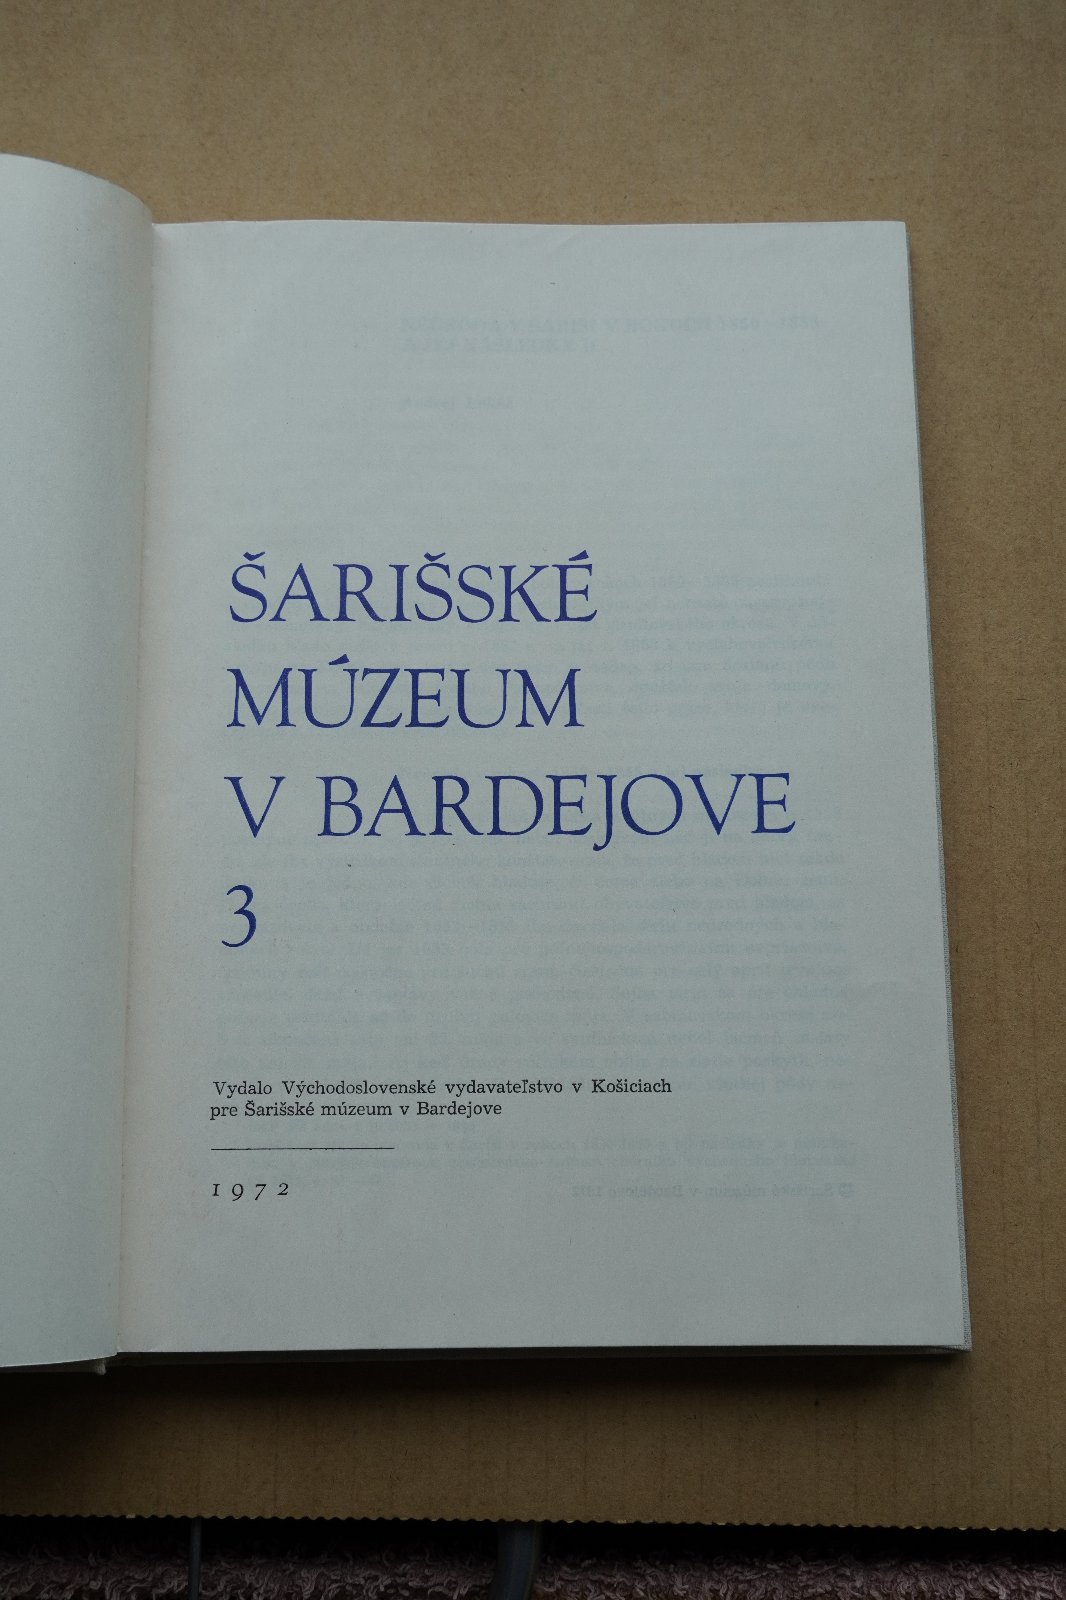 ŠARIŠSKÉ
MÚZEUM
V BARDEJOVE
3
Vydalo Východoslovenské vydavateľstvo v Košiciach
pre Šarišské múzeum v Bardejove
1972